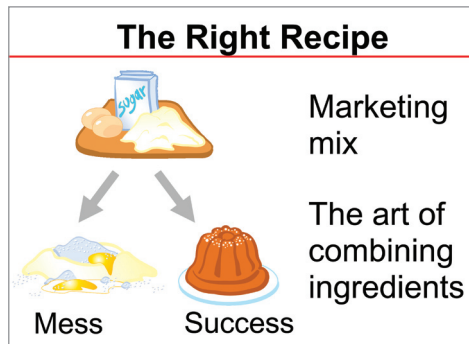 The Right Recipe
sugar
Marketing
mix
The art of
combining
ingredients
Mess
Success